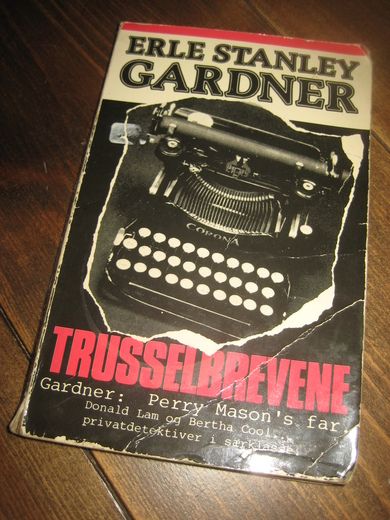 ERLE STANLEY
GARDNER
CORONA
TRUSSELBREVENE
Gardner: Perry Mason's far
Donald Lam og Bertha Cool...
privatdetektiver i særklasse